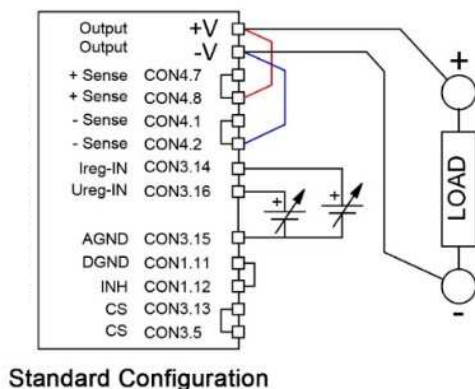 Output +V
Output -V
+ Sense CON4.7
+ Sense CON4.8
- Sense CON4.1
- Sense CON4.2
Ireg-IN CON3.14
Ureg-IN CON3.16
AGND CON3.15
DGND CON1.11
INH CON1.12
CS CON3.13
CS CON3.5
+
+
+
LOAD
-
Standard Configuration